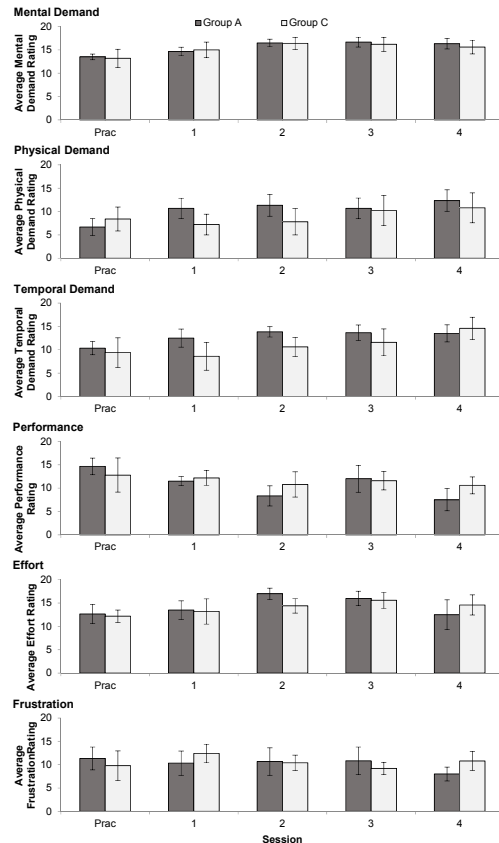 Mental Demand
Group A
Group C
Average Mental
Demand Rating
20
15
10
5
0
Prac
1
2
3
4
Physical Demand
Average Physical
Demand Rating
20
15
10
5
0
Prac
1
2
3
4
Temporal Demand
Average Temporal
Demand Rating
20
15
10
5
0
Prac
1
2
3
4
Performance
Average Performance
Rating
20
15
10
5
0
Prac
1
2
3
4
Effort
Average Effort Rating
20
15
10
5
0
Prac
1
2
3
4
Frustration
Average
FrustrationRating
20
15
10
5
0
Prac
1
2
3
4
Session